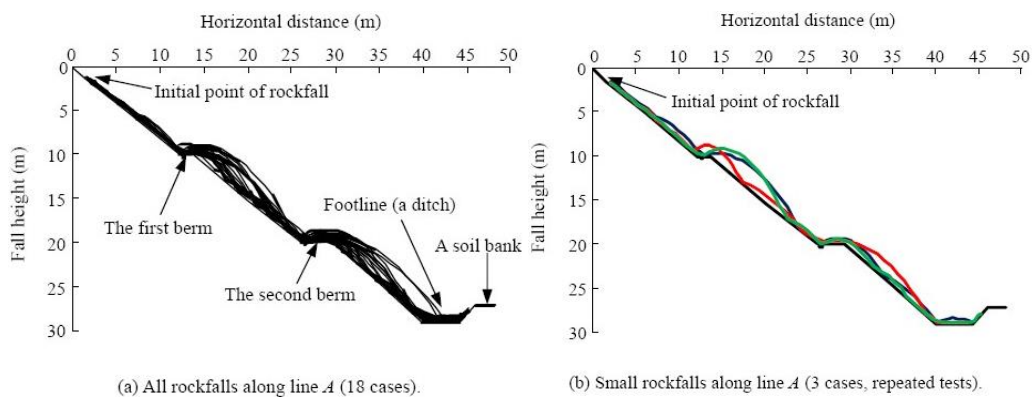 Horizontal distance (m)
0 5 10 15 20 25 30 35 40 45 50
0
5
10
15
20
25
30
Fall height (m)
Initial point of rockfall
The first berm
Footline (a ditch)
A soil bank
The second berm
(a) All rockfalls along line A (18 cases).
Horizontal distance (m)
0 5 10 15 20 25 30 35 40 45 50
0
5
10
15
20
25
30
Fall height (m)
Initial point of rockfall
(b) Small rockfalls along line A (3 cases, repeated tests).